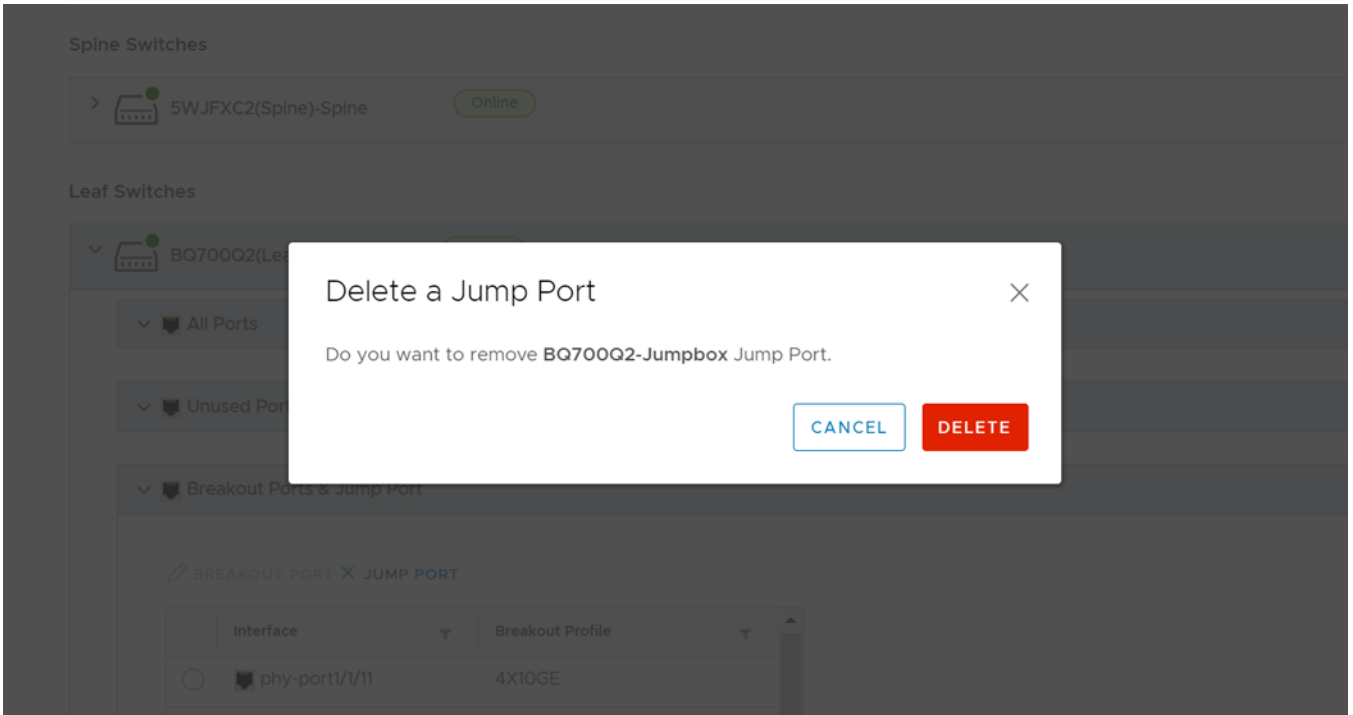 Spine Switches
5WJFXC2(Spine)-Spine Online
Leaf Switches
BQ700Q2(Lea
Delete a Jump Port
All Ports
Do you want to remove BQ700Q2-Jumpbox Jump Port.
Unused Por
CANCEL DELETE
Breakout Ports & Jump Port
BREAKOUT PORT JUMP PORT
Interface Breakout Profile
phy-port1/1/11 4X10GE